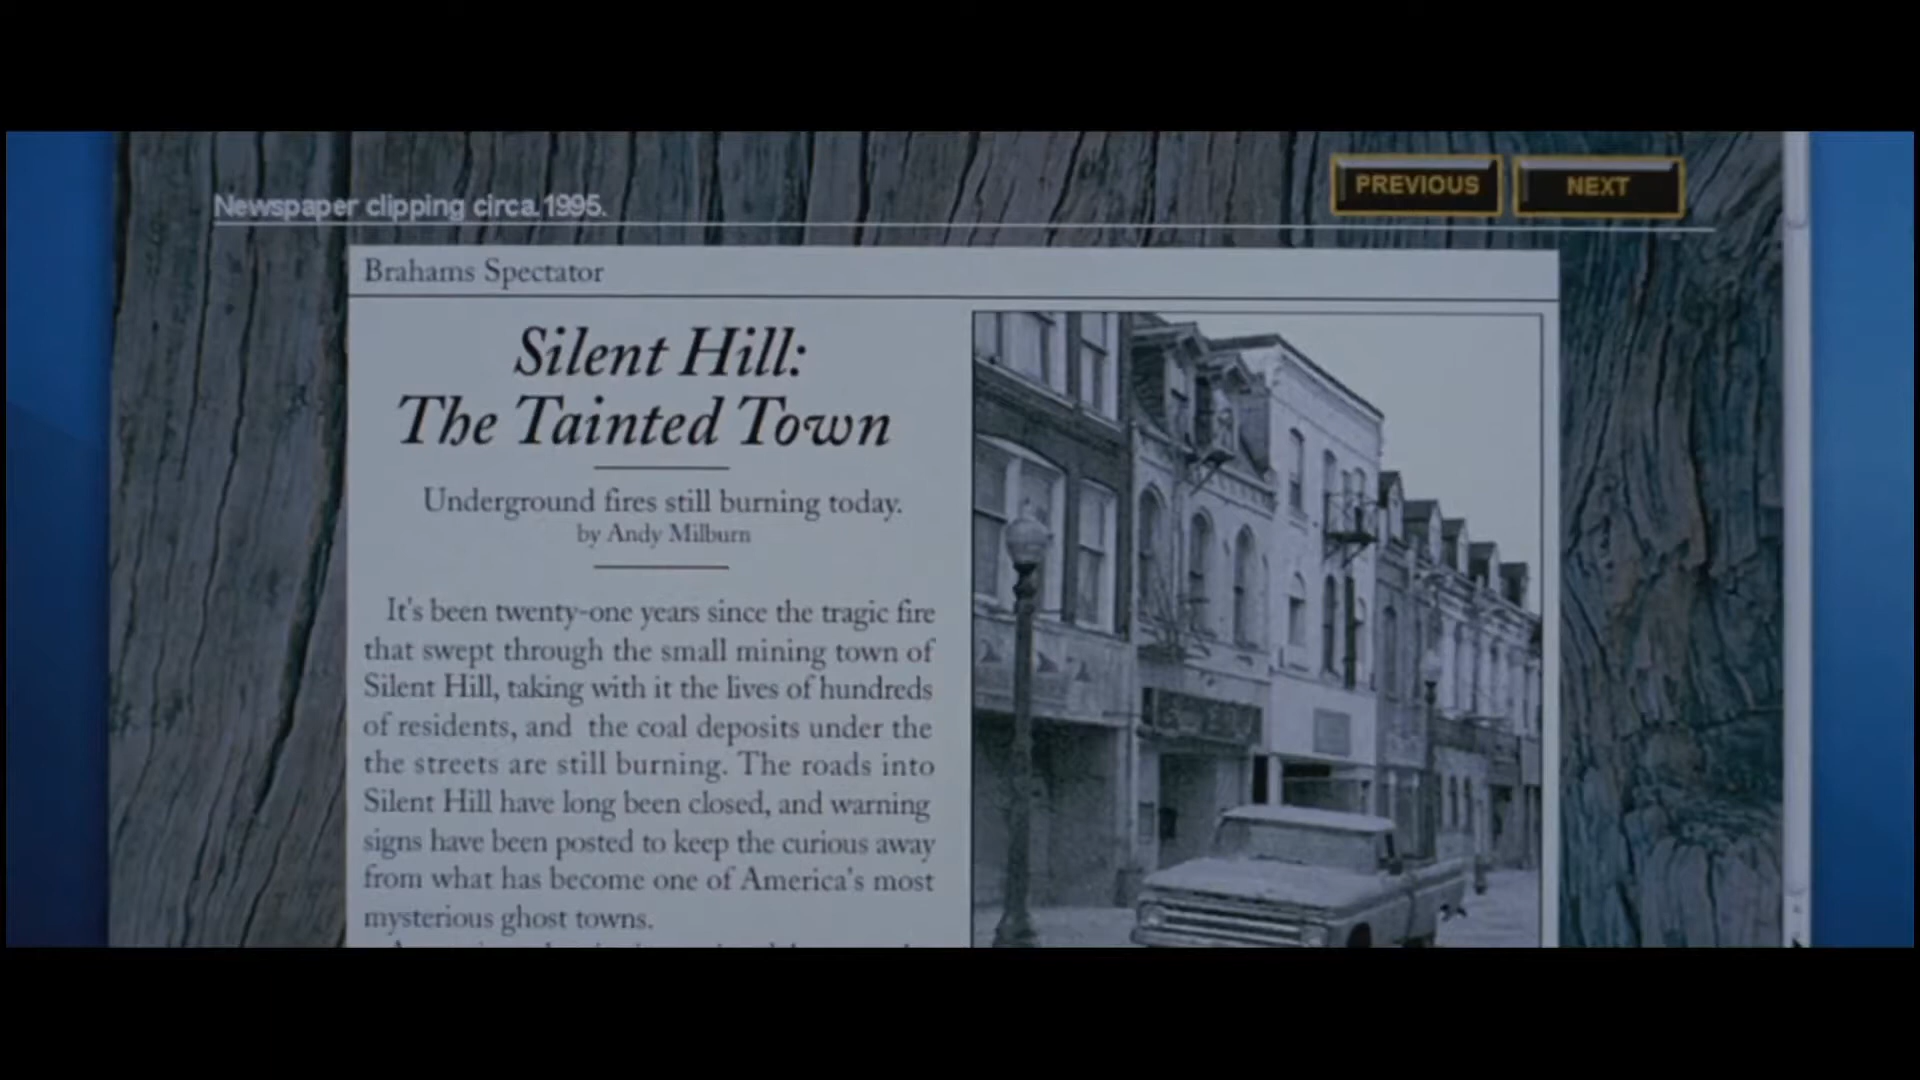 Newspaper clipping circa.1995.
PREVIOUS
NEXT
Brahams Spectator
Silent Hill:
The Tainted Town
Underground fires still burning today.
by Andy Milburn
It's been twenty-one years since the tragic fire
that swept through the small mining town of
Silent Hill, taking with it the lives of hundreds
of residents, and the coal deposits under the
the streets are still burning. The roads into
Silent Hill have long been closed, and warning
signs have been posted to keep the curious away
from what has become one of America's most
mysterious ghost towns.